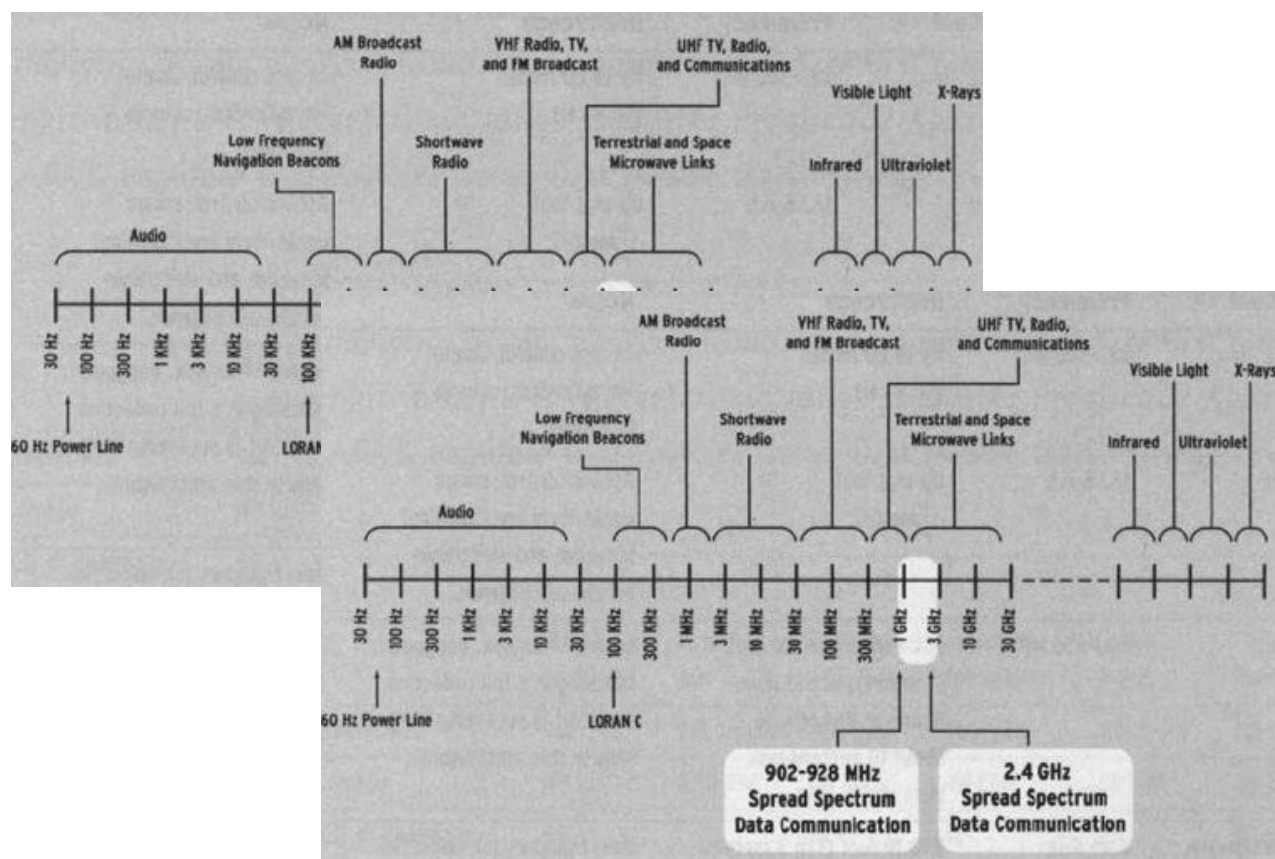 AM Broadcast
Radio
VHF Radio, TV,
and FM Broadcast
UHF TV, Radio,
and Communications
Visible Light
X-Rays
Low Frequency
Navigation Beacons
Shortwave
Radio
Terrestrial and Space
Microwave Links
Infrared
Ultraviolet
Audio
30 Hz
100 Hz
300 Hz
1 KHz
3 KHz
10 KHz
30 KHz
100 KHz
60 Hz Power Line
LORAN
AM Broadcast
Radio
VHF Radio, TV,
and FM Broadcast
UHF TV, Radio,
and Communications
Visible Light
X-Rays
Low Frequency
Navigation Beacons
Shortwave
Radio
Terrestrial and Space
Microwave Links
Infrared
Ultraviolet
Audio
30 Hz
100 Hz
300 Hz
1 KHz
3 KHz
10 KHz
30 KHz
100 KHz
300 KHz
1 MHz
3 MHz
10 MHz
30 MHz
100 MHz
300 MHz
1 GHz
3 GHz
10 GHz
30 GHz
60 Hz Power Line
LORAN C
902-928 MHz
Spread Spectrum
Data Communication
2.4 GHz
Spread Spectrum
Data Communication